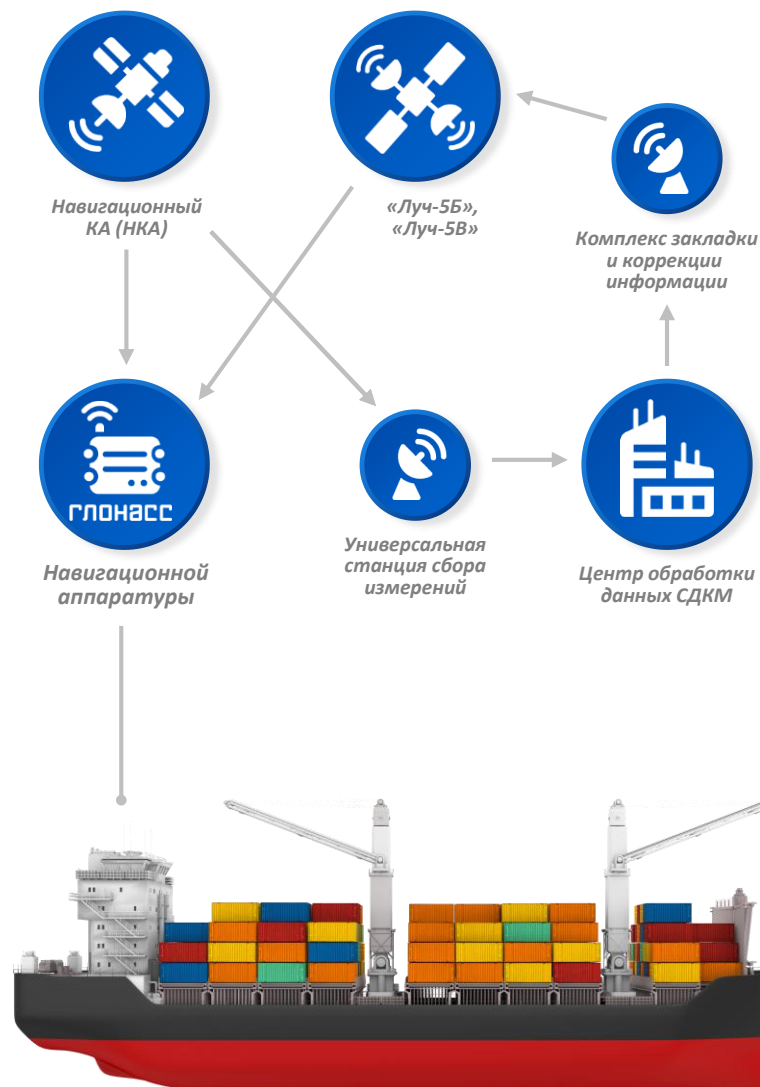 Навигационный
КА (НКА)
«Луч-5Б»,
«Луч-5В»
Комплекс закладки
и коррекции
информации
ГЛОНАСС
Навигационной
аппаратуры
Универсальная
станция сбора
измерений
Центр обработки
данных СДКМ